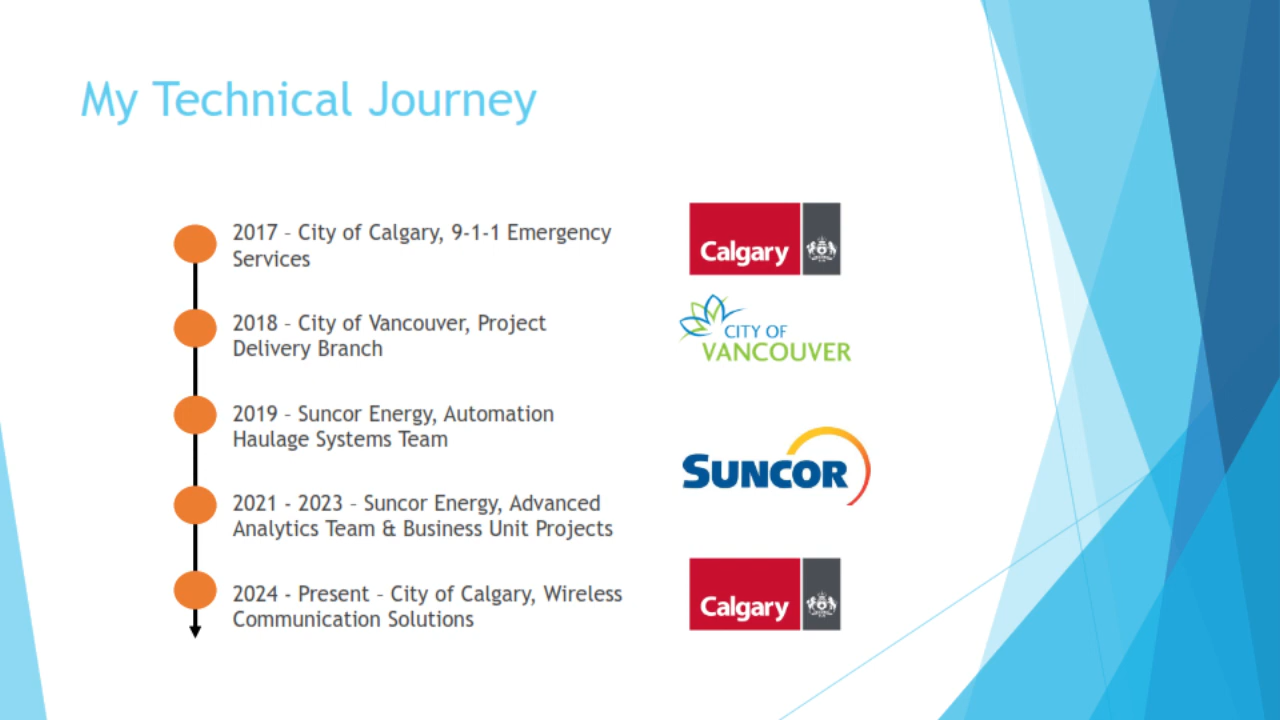 My Technical Journey
2017 – City of Calgary, 9-1-1 Emergency
Services
Calgary
2018 – City of Vancouver, Project
Delivery Branch
CITY OF
VANCOUVER
2019 – Suncor Energy, Automation
Haulage Systems Team
SUNCOR
2021 - 2023 – Suncor Energy, Advanced
Analytics Team & Business Unit Projects
2024 - Present – City of Calgary, Wireless
Communication Solutions
Calgary